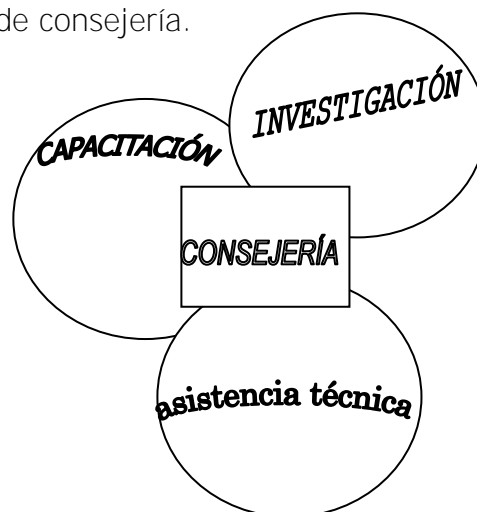 de consejería.
INVESTIGACIÓN
CAPACITACIÓN
CONSEJERÍA
asistencia técnica